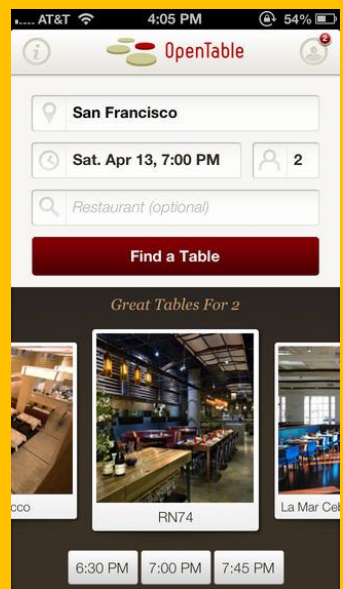 AT&T 4:05 PM 54%
2
OpenTable
San Francisco
Sat. Apr 13, 7:00 PM 2
Restaurant (optional)
Find a Table
Great Tables For 2
cco RN74 La Mar Ceb
6:30 PM 7:00 PM 7:45 PM